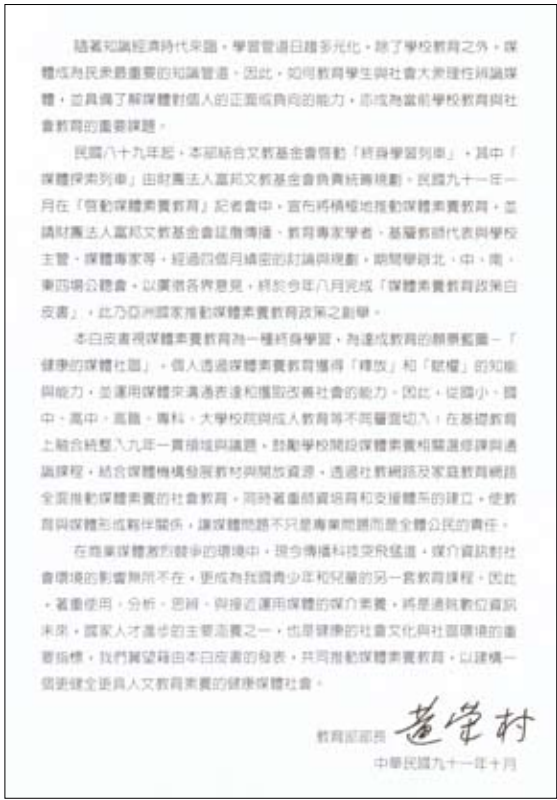 隨著知識經濟時代來臨，學習管道日趨多元化，除了學校教育之外，媒
體成為民眾最重要的知識管道。因此，如何教育學生與社會大眾理性辨識媒
體，並具備了解媒體對個人的正面或負向的能力，亦成為當前學校教育與社
會教育的重要課題。
民國八十九年起，本部結合文教基金會啓動「終身學習列車」，其中「
媒體探索列車」由財團法人富邦文教基金會負責統籌規劃。民國九十一年一
月在「啓動媒體素養教育」記者會中，宣布將積極地推動媒體素養教育，並
請財團法人富邦文教基金會延攬傳播、教育專家學者、基層教師代表與學校
主管、媒體專家等，經過四個月縝密的討論與規劃，期間舉辦北、中、南、
東四場公聽會，以廣徵各界意見，終於今年八月完成「媒體素養教育政策白
皮書」，此乃亞洲國家推動媒體素養教育政策之創舉。
本白皮書視媒體素養教育為一種終身學習，為達成教育的願景藍圖－「
健康的媒體社區」，個人透過媒體素養教育獲得「釋放」和「賦權」的知能
與能力，並運用媒體來溝通表達和獲取改善社會的能力。因此，從國小、國
中、高中、高職、專科、大學校院與成人教育等不同層面切入；在基礎教育
上融合統整入九年一貫領域與議題，鼓勵學校開設媒體素養相關選修課與通
識課程，結合媒體機構發展教材與開放資源，透過社教網路及家庭教育網路
全面推動媒體素養的社會教育，同時著重師資培育和支援體系的建立，使教
育與媒體形成夥伴關係，讓媒體問題不只是專業問題而是全體公民的責任。
在商業媒體激烈競爭的環境中，現今傳播科技突飛猛進，媒介資訊對社
會環境的影響無所不在，更成為我國青少年和兒童的另一套教育課程。因此
，著重使用、分析、思辨、與接近運用媒體的媒介素養，將是邁向數位資訊
未來，國家人才進步的主要涵養之一，也是健康的社會文化與社區環境的重
要指標，我們冀望藉由本白皮書的發表，共同推動媒體素養教育，以建構一
個更健全更具人文教育素養的健康媒體社會。
教育部部長 黃榮村
中華民國九十一年十月